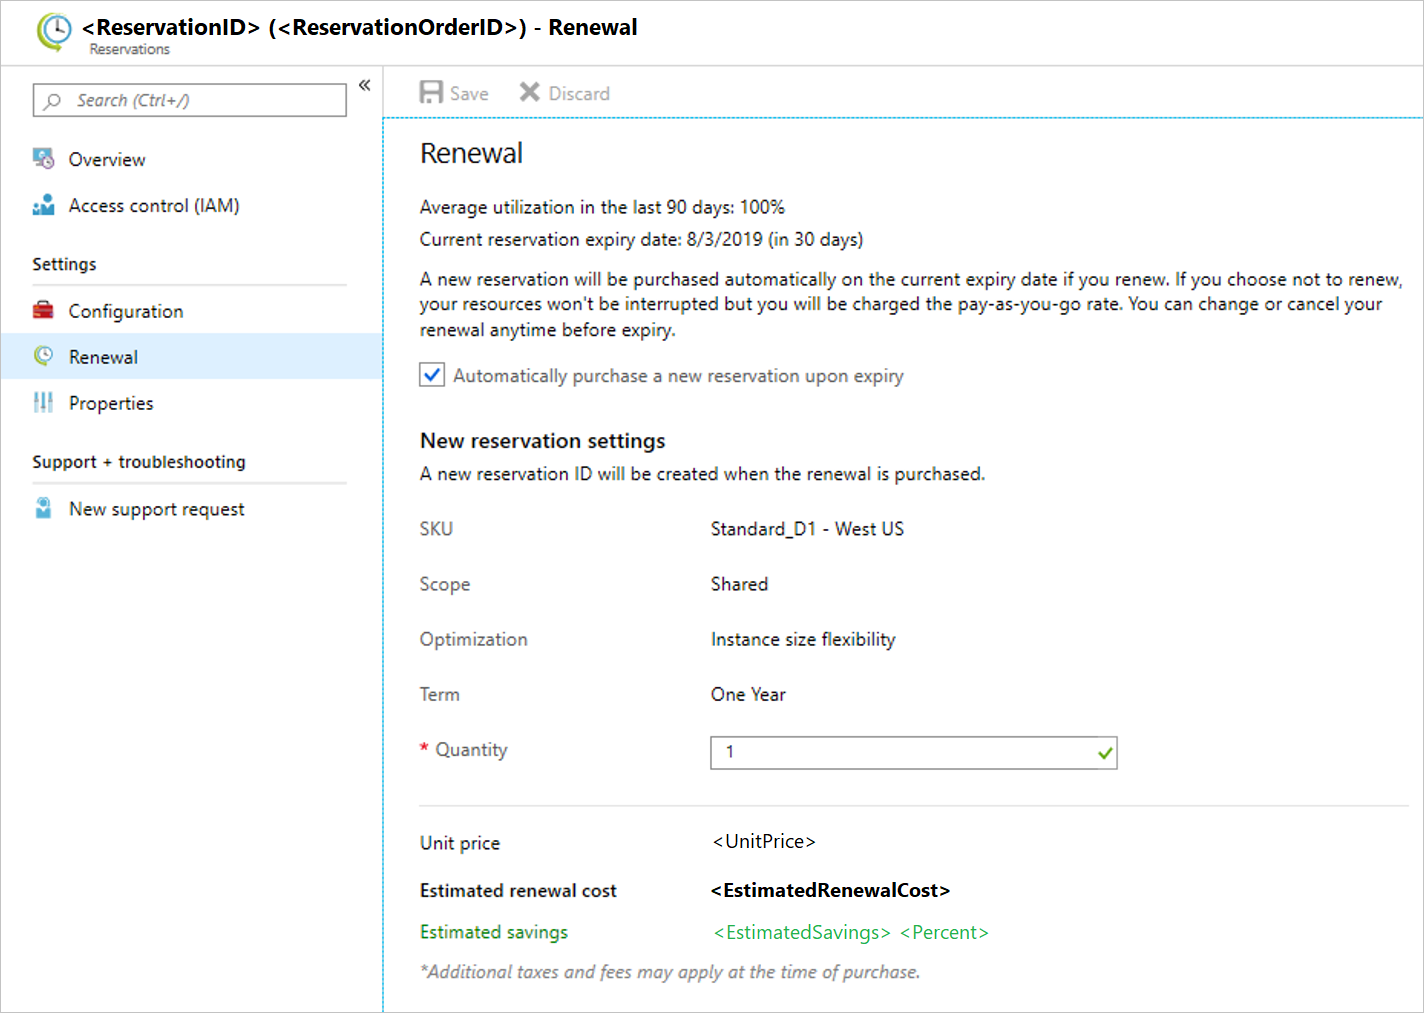 <ReservationID> (<ReservationOrderID>) - Renewal
Reservations
Search (Ctrl+/)
«
Overview
Access control (IAM)
Settings
Configuration
Renewal
Properties
Support + troubleshooting
New support request
Save Discard
Renewal
Average utilization in the last 90 days: 100%
Current reservation expiry date: 8/3/2019 (in 30 days)
A new reservation will be purchased automatically on the current expiry date if you renew. If you choose not to renew,
your resources won't be interrupted but you will be charged the pay-as-you-go rate. You can change or cancel your
renewal anytime before expiry.
Automatically purchase a new reservation upon expiry
New reservation settings
A new reservation ID will be created when the renewal is purchased.
SKU Standard_D1 - West US
Scope Shared
Optimization Instance size flexibility
Term One Year
* Quantity 1
Unit price <UnitPrice>
Estimated renewal cost <EstimatedRenewalCost>
Estimated savings <EstimatedSavings> <Percent>
*Additional taxes and fees may apply at the time of purchase.